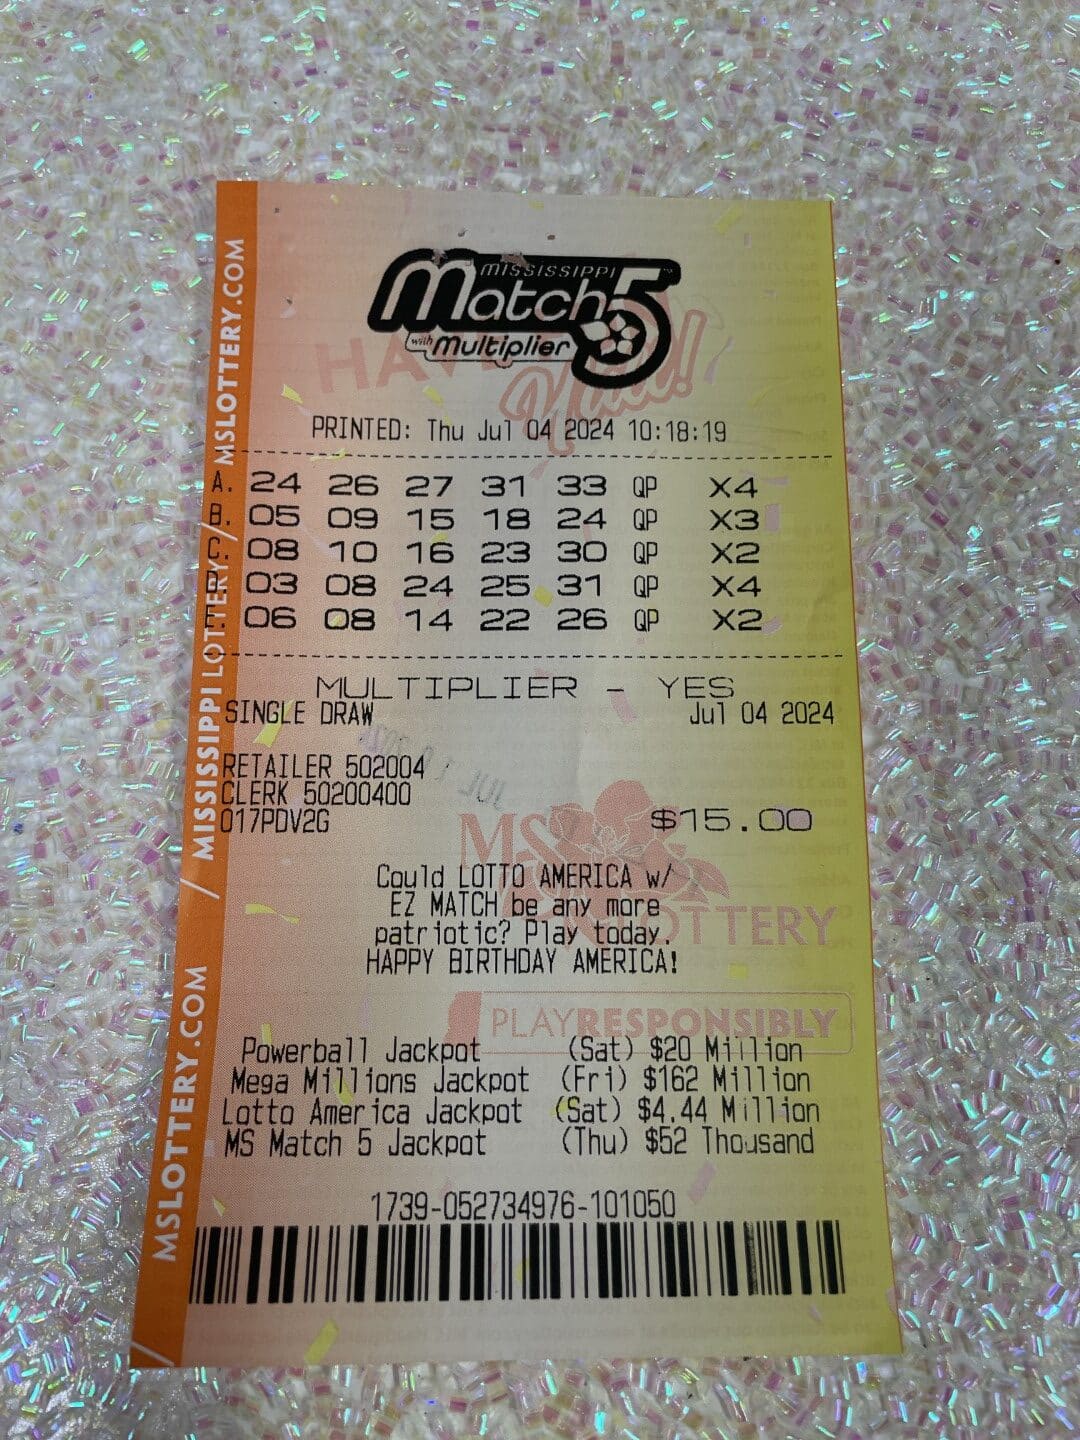 MISSISSIPPI
Match 5
with Multiplier
HAVE
Y'all!
PRINTED: Thu Jul 04 2024 10:18:19
A. 24 26 27 31 33 QP X4
B. 05 09 15 18 24 QP X3
C. 08 10 16 23 30 QP X2
D. 03 08 24 25 31 QP X4
E. 06 08 14 22 26 QP X2
MULTIPLIER - YES
SINGLE DRAW Jul 04 2024
RETAILER 502004
CLERK 50200400
017PDV2G $15.00
MS
LOTTERY
Could LOTTO AMERICA w/
EZ MATCH be any more
patriotic? Play today.
HAPPY BIRTHDAY AMERICA!
PLAYRESPONSIBLY
Powerball Jackpot (Sat) $20 Million
Mega Millions Jackpot (Fri) $162 Million
Lotto America Jackpot (Sat) $4.44 Million
MS Match 5 Jackpot (Thu) $52 Thousand
1739-052734976-101050
MSLOTTERY.COM / MISSISSIPPI LOTTERY / MSLOTTERY.COM